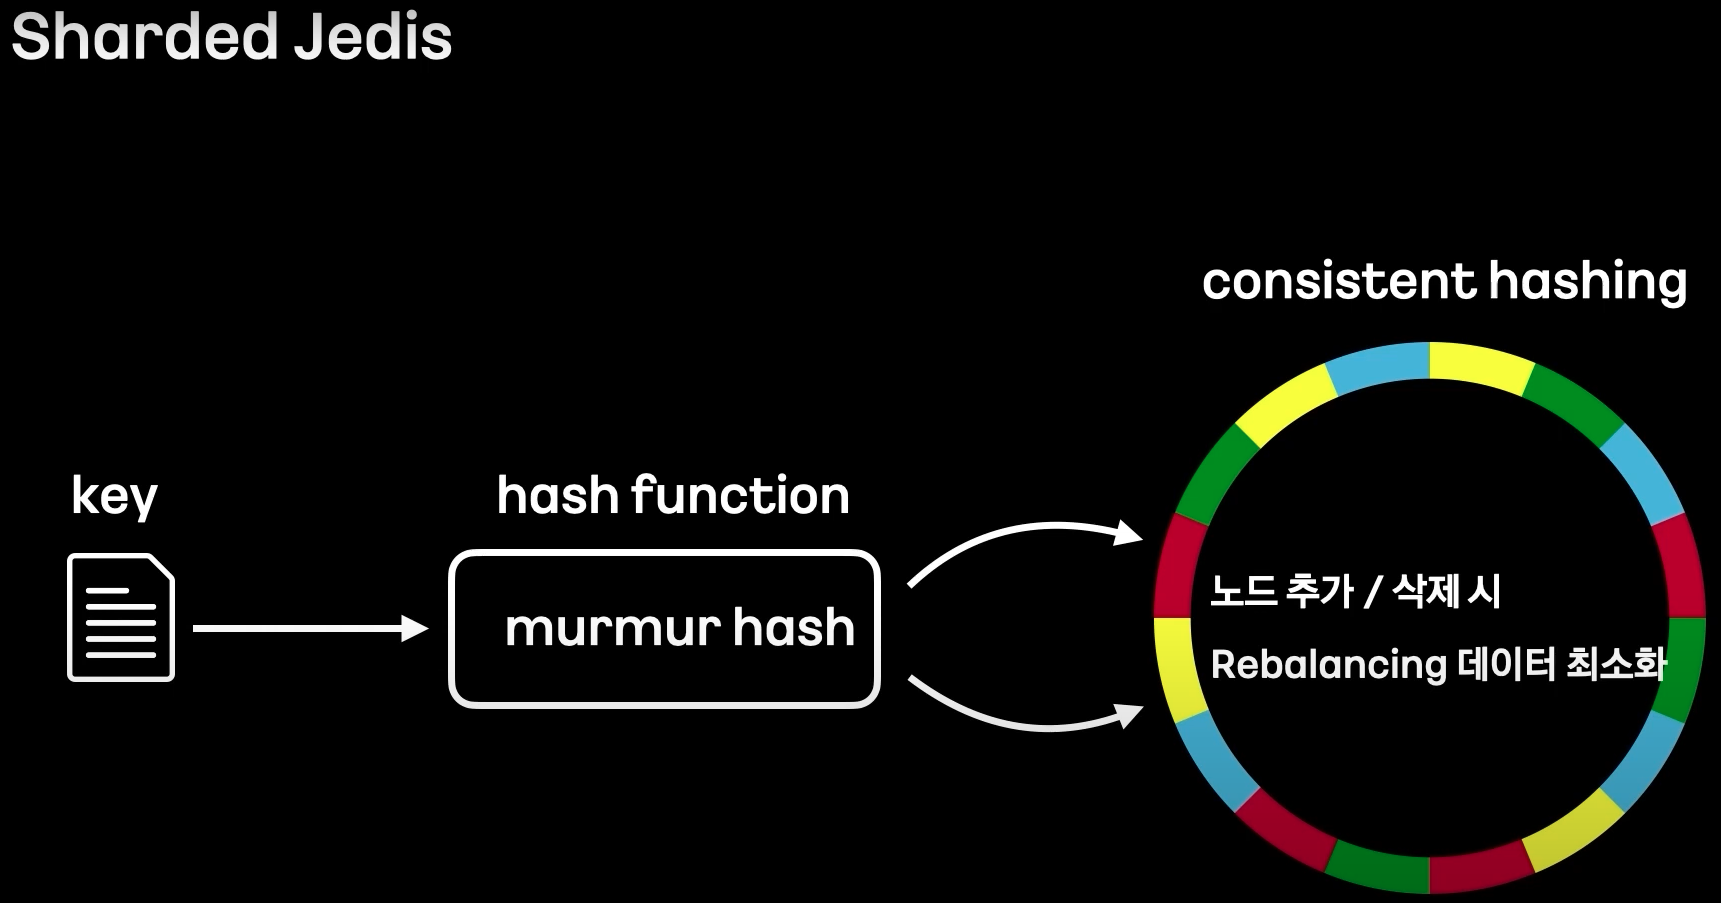 Sharded Jedis
consistent hashing
key
hash function
murmur hash
노드 추가 / 삭제 시
Rebalancing 데이터 최소화